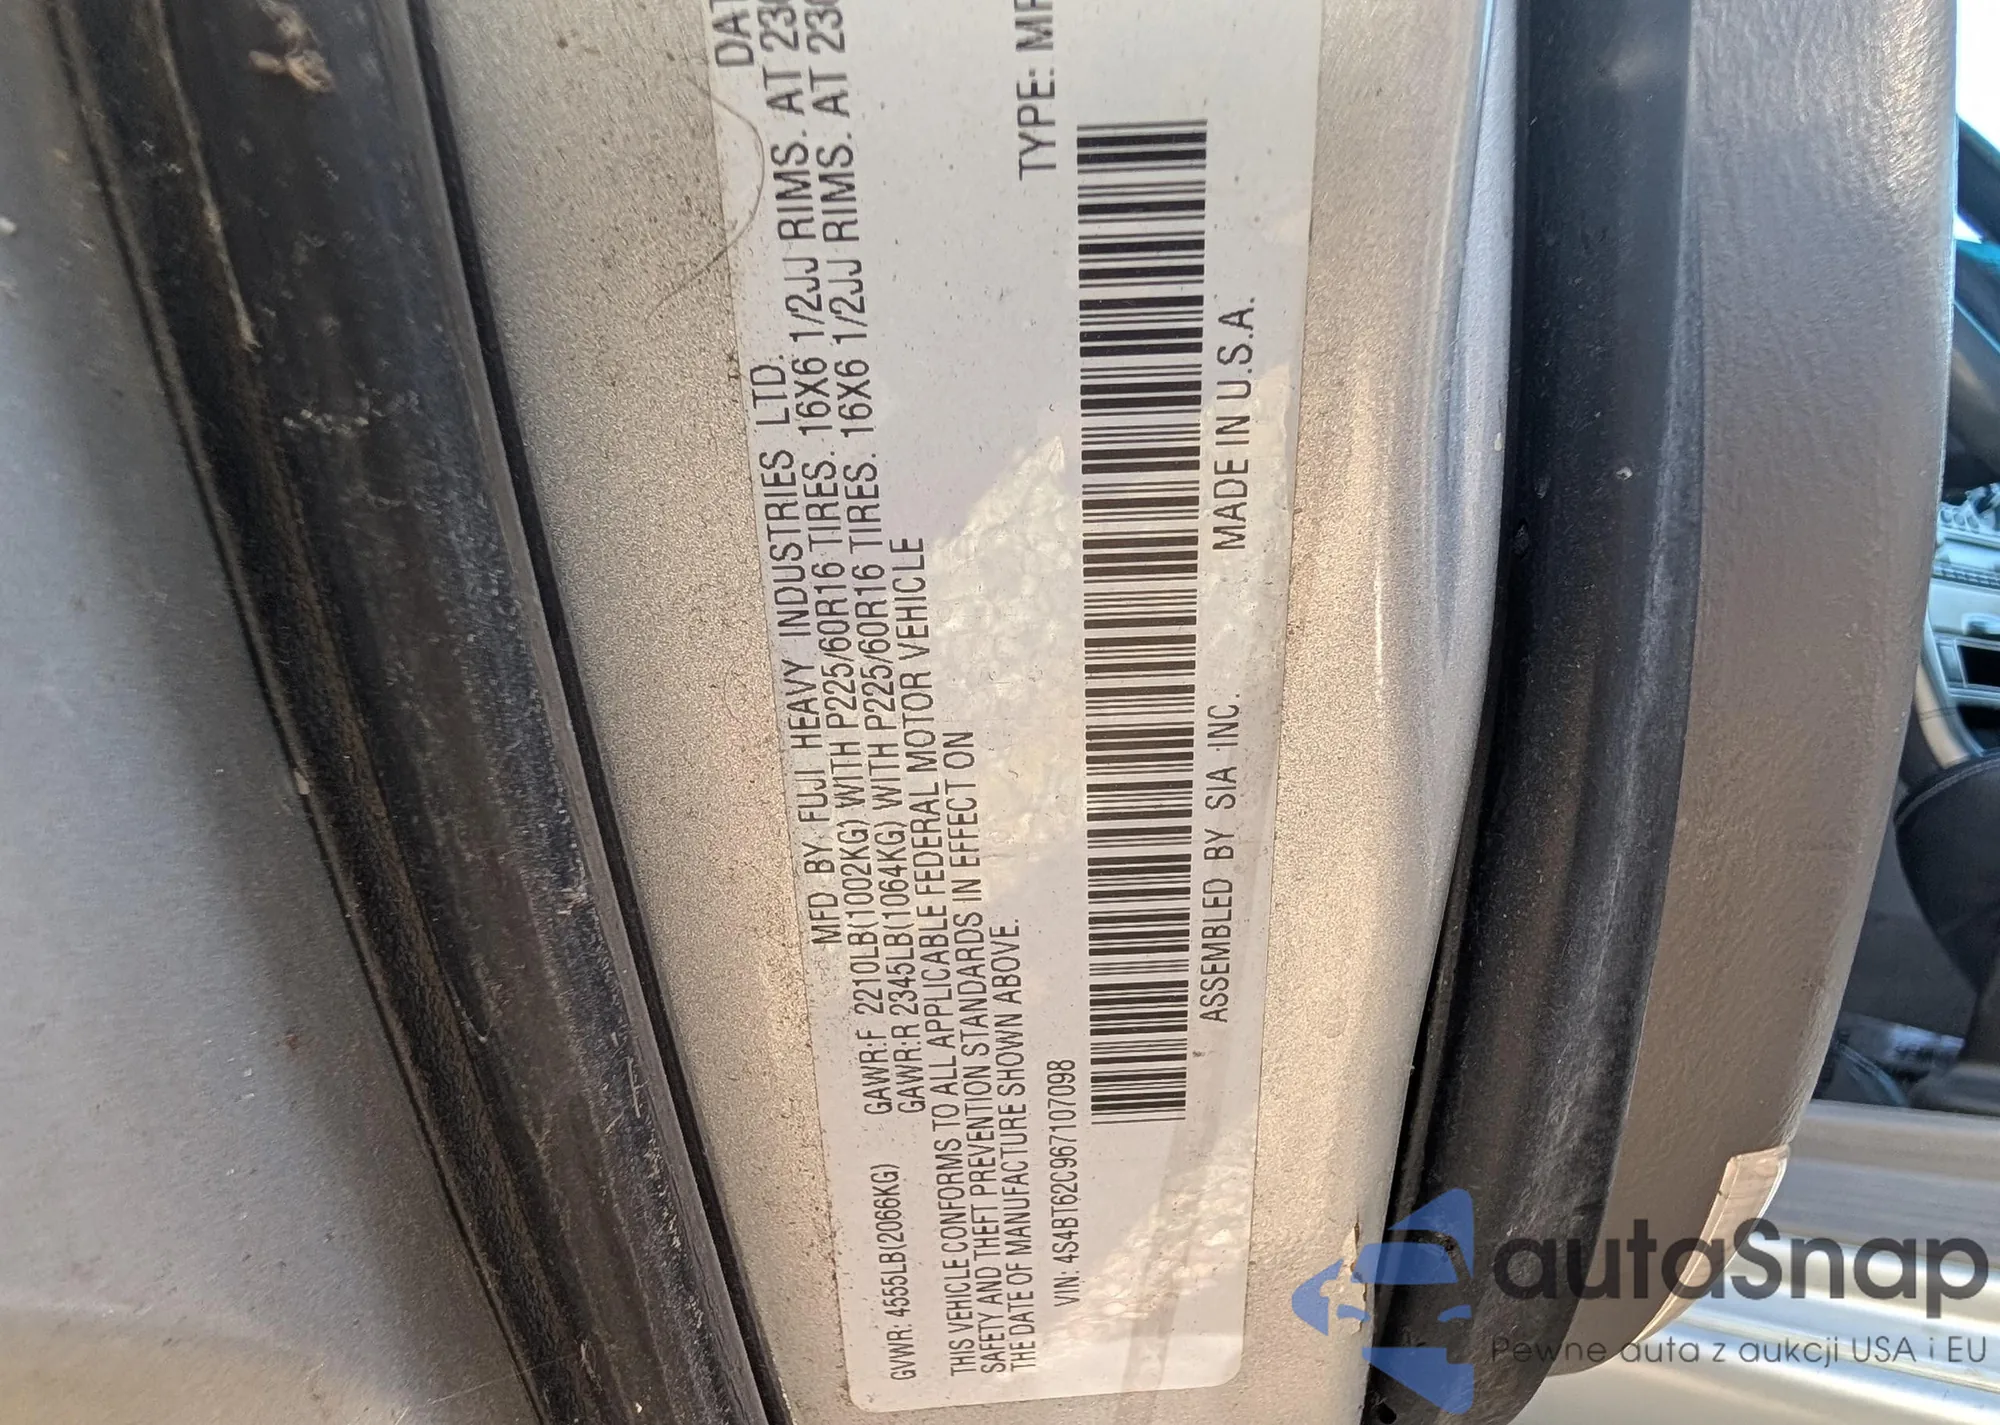 DAT
MFD BY FUJI HEAVY INDUSTRIES LTD.
GVWR: 4555LB(2066KG) GAWR:F 2210LB(1002KG) WITH P225/60R16 TIRES. 16X6 1/2JJ RIMS. AT 230
GAWR:R 2345LB(1064KG) WITH P225/60R16 TIRES. 16X6 1/2JJ RIMS. AT 230
THIS VEHICLE CONFORMS TO ALL APPLICABLE FEDERAL MOTOR VEHICLE
SAFETY AND THEFT PREVENTION STANDARDS IN EFFECT ON
THE DATE OF MANUFACTURE SHOWN ABOVE.
VIN: 4S4BT62C967107098 TYPE: MP
ASSEMBLED BY SIA INC. MADE IN U.S.A.
autaSnap
Pewne auta z aukcji USA i EU